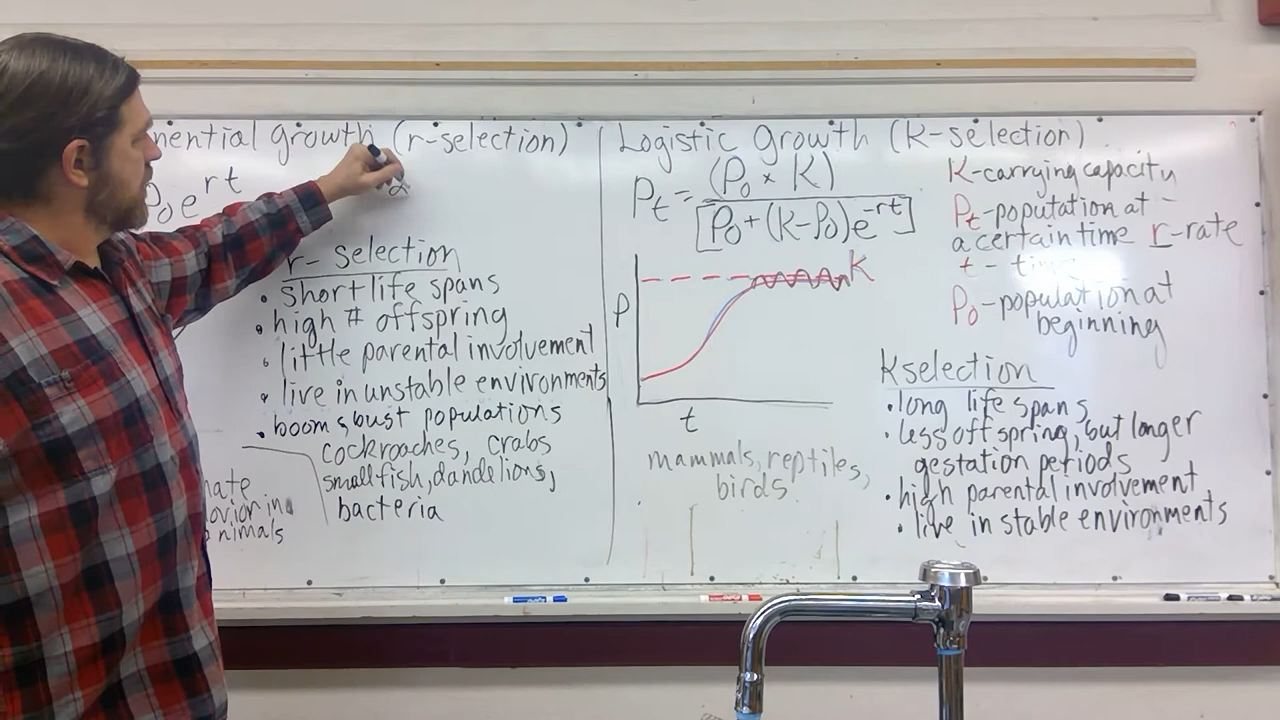 nential growth (r-selection)
P₀e^rt
r- selection
• short life spans
• high # offspring
• little parental involvement
• live in unstable environments
• boom & bust populations
cockroaches, crabs
small fish, dandelions,
bacteria
nate
avior in
animals
Logistic growth (K-selection)
Pt = (P₀ × K)
[P₀ + (K-P₀)e^-rt]
K
P
t
mammals, reptiles,
birds
K-carrying capacity
Pt-population at
a certain time r-rate
t - time
P₀-population at
beginning
K selection
• long life spans
• less offspring, but longer
gestation periods
• high parental involvement
• live in stable environments